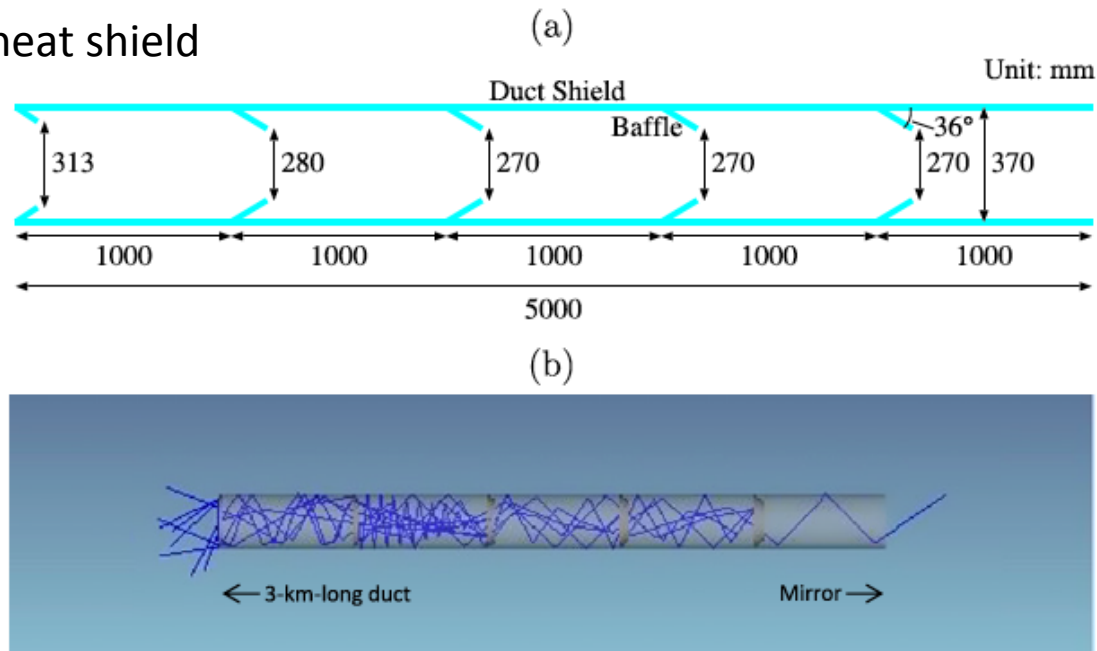 heat shield
(a)
Unit: mm
Duct Shield
Baffle
36°
313
280
270
270
270
370
1000
1000
1000
1000
1000
5000
(b)
3-km-long duct
Mirror